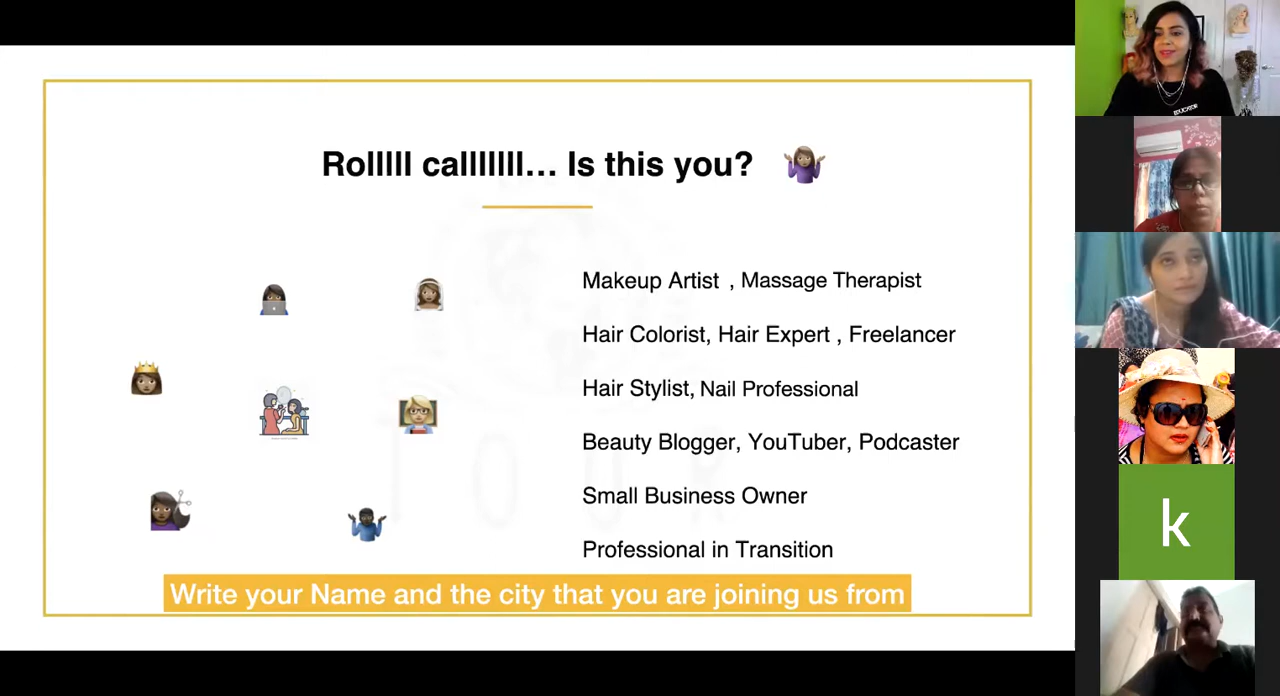 Rolllll calllllll... Is this you?
Makeup Artist , Massage Therapist
Hair Colorist, Hair Expert , Freelancer
Hair Stylist, Nail Professional
Beauty Blogger, YouTuber, Podcaster
Small Business Owner
Professional in Transition
Write your Name and the city that you are joining us from
EDUCATOR
k
TOUR